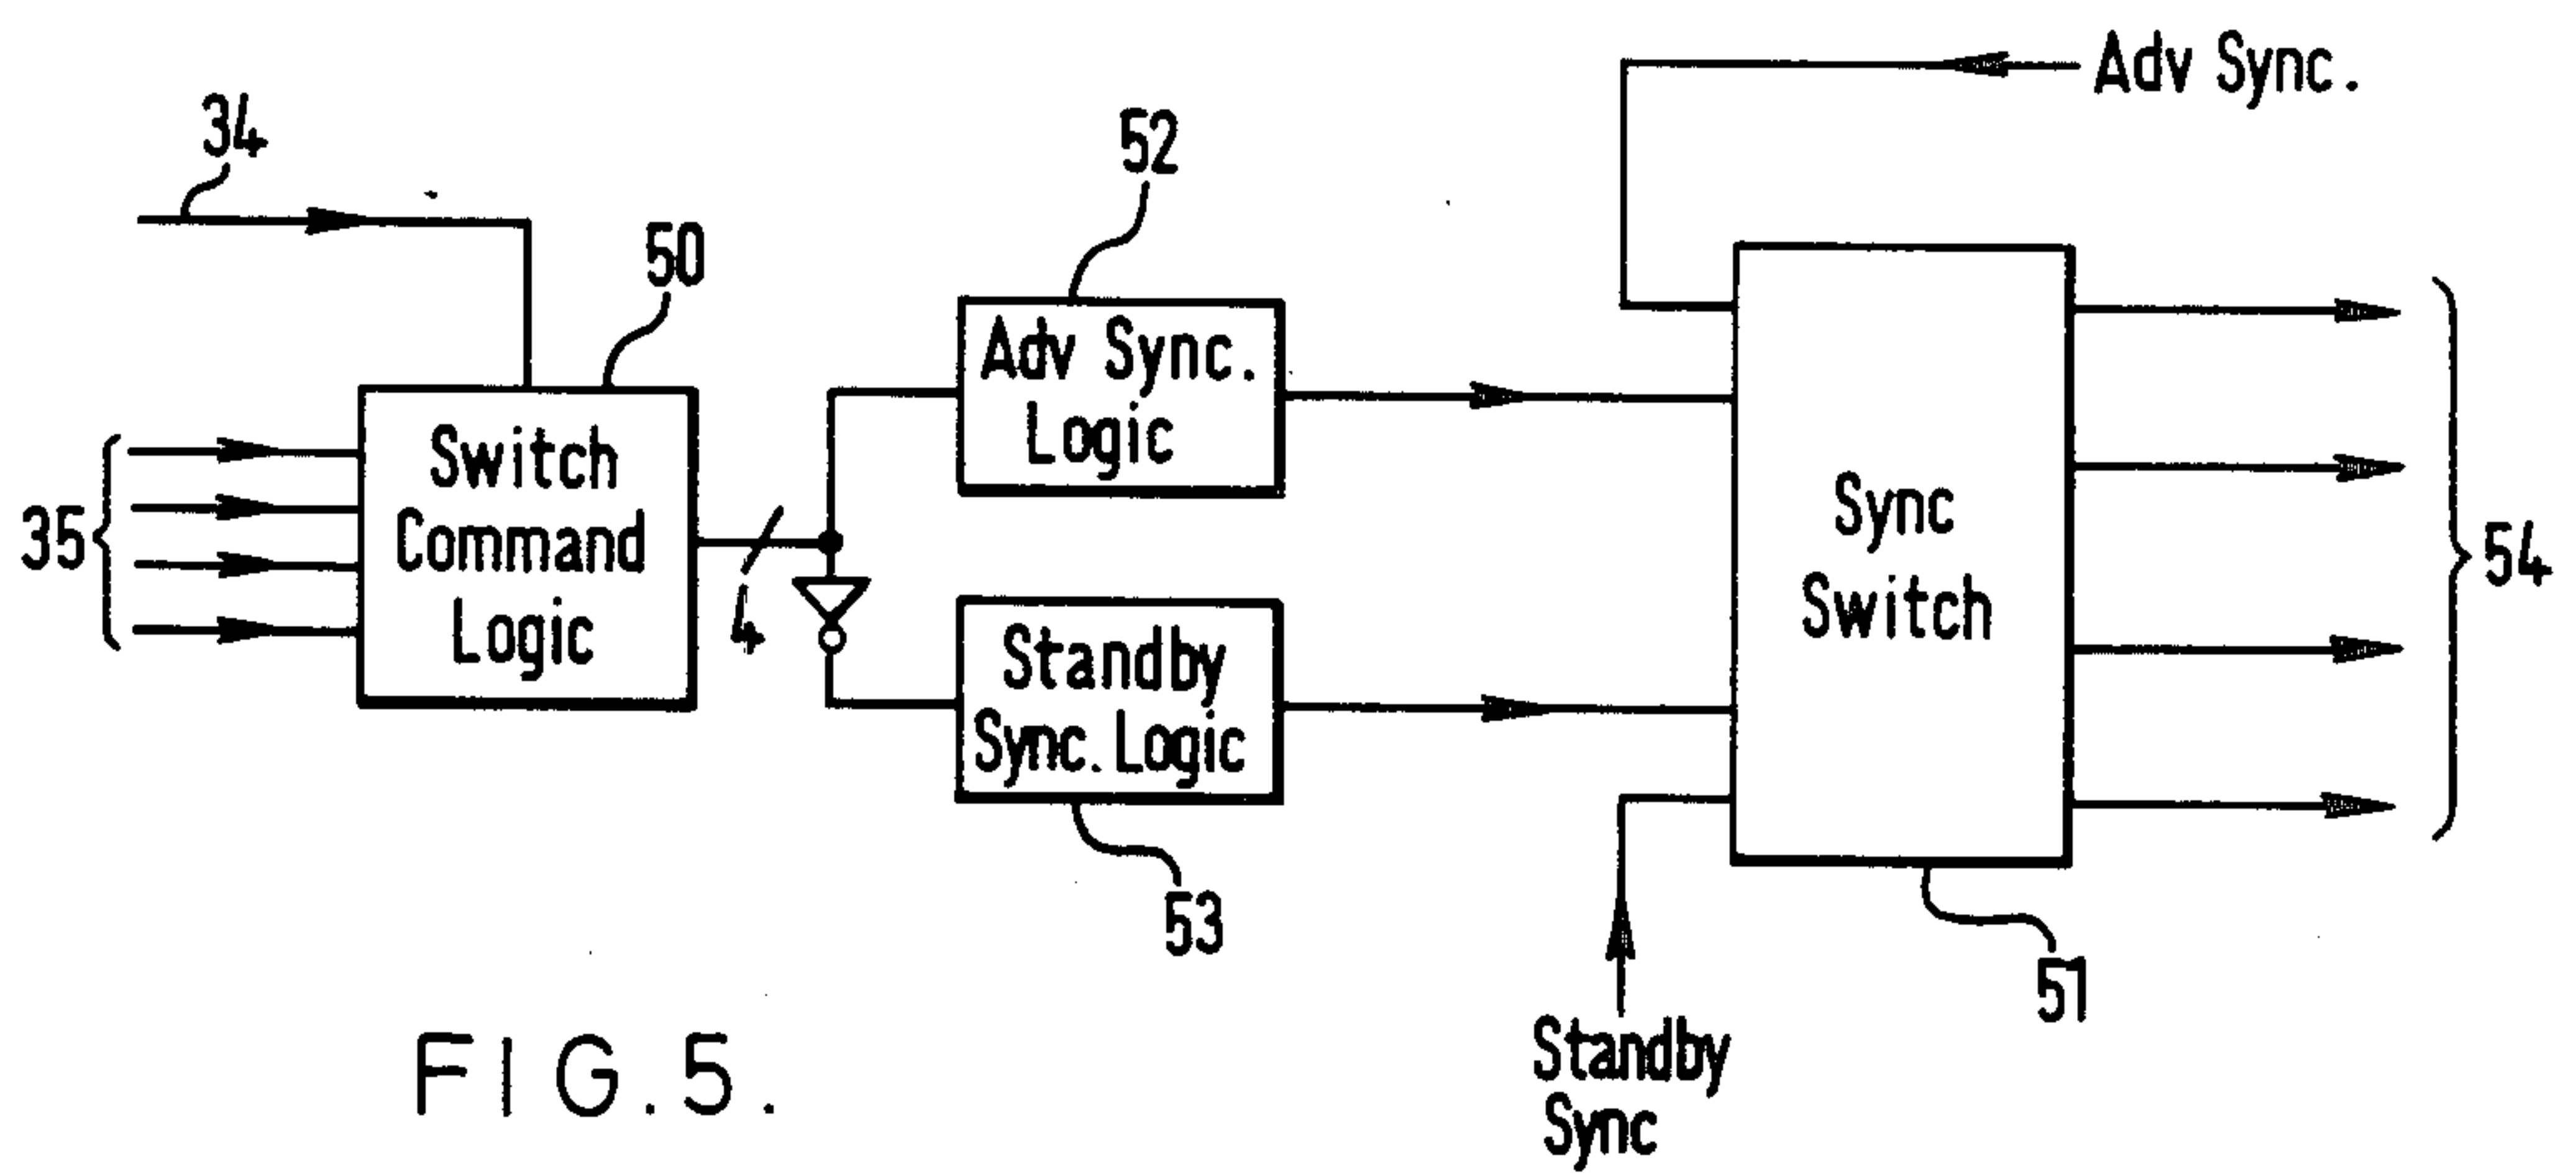 Adv Sync.
34
52
50
Adv Sync.
Logic
35
Switch
Command
Logic
4
Sync
Switch
54
Standby
Sync. Logic
53
51
Standby
Sync
FIG.5.